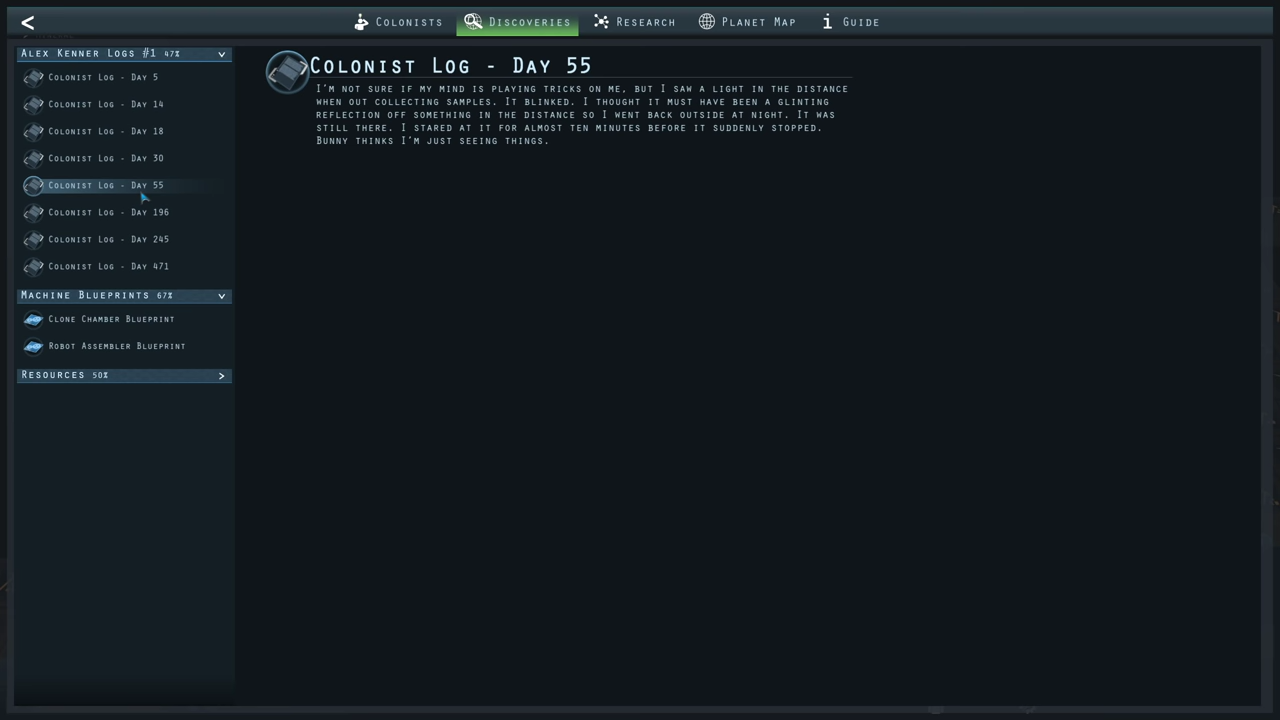 <
Colonists
Discoveries
Research
Planet Map
Guide
Alex Kenner Logs #1 47%
Colonist Log - Day 5
Colonist Log - Day 14
Colonist Log - Day 18
Colonist Log - Day 30
Colonist Log - Day 55
Colonist Log - Day 196
Colonist Log - Day 245
Colonist Log - Day 471
Machine Blueprints 67%
Clone Chamber Blueprint
Robot Assembler Blueprint
Resources 50%
Colonist Log - Day 55
I'm not sure if my mind is playing tricks on me, but I saw a light in the distance
when out collecting samples. It blinked. I thought it must have been a glinting
reflection off something in the distance so I went back outside at night. It was
still there. I stared at it for almost ten minutes before it suddenly stopped.
Bunny thinks I'm just seeing things.